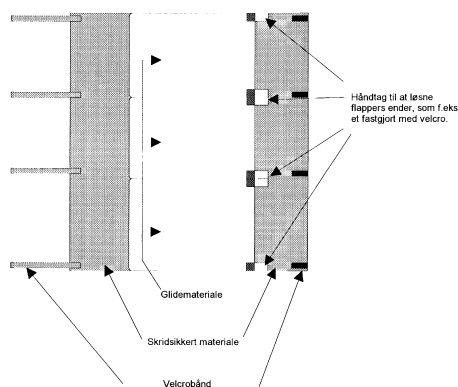 Håndtag til at løsne
flappers ender, som f.eks
et fastgjort med velcro.
Glidemateriale
Skridsikkert materiale
Velcrobånd